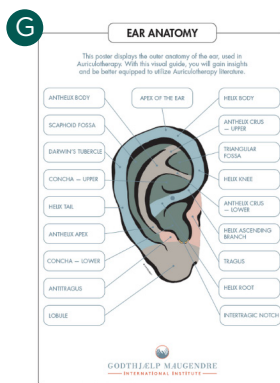 G
EAR ANATOMY
This poster displays the outer anatomy of the ear, used in
Auriculotherapy. With this visual guide, you will gain insights
and be better equipped to utilize Auriculotherapy literature.
ANTHELIX BODY
SCAPHOID FOSSA
DARWIN'S TUBERCLE
CONCHA — UPPER
HELIX TAIL
ANTHELIX APEX
CONCHA — LOWER
ANTITRAGUS
LOBULE
APEX OF THE EAR
HELIX BODY
ANTHELIX CRUS
— UPPER
TRIANGULAR
FOSSA
HELIX KNEE
ANTHELIX CRUS
— LOWER
HELIX ASCENDING
BRANCH
TRAGUS
HELIX ROOT
INTERTRAGIC NOTCH
GODTHJÆLP MAUGENDRE
INTERNATIONAL INSTITUTE